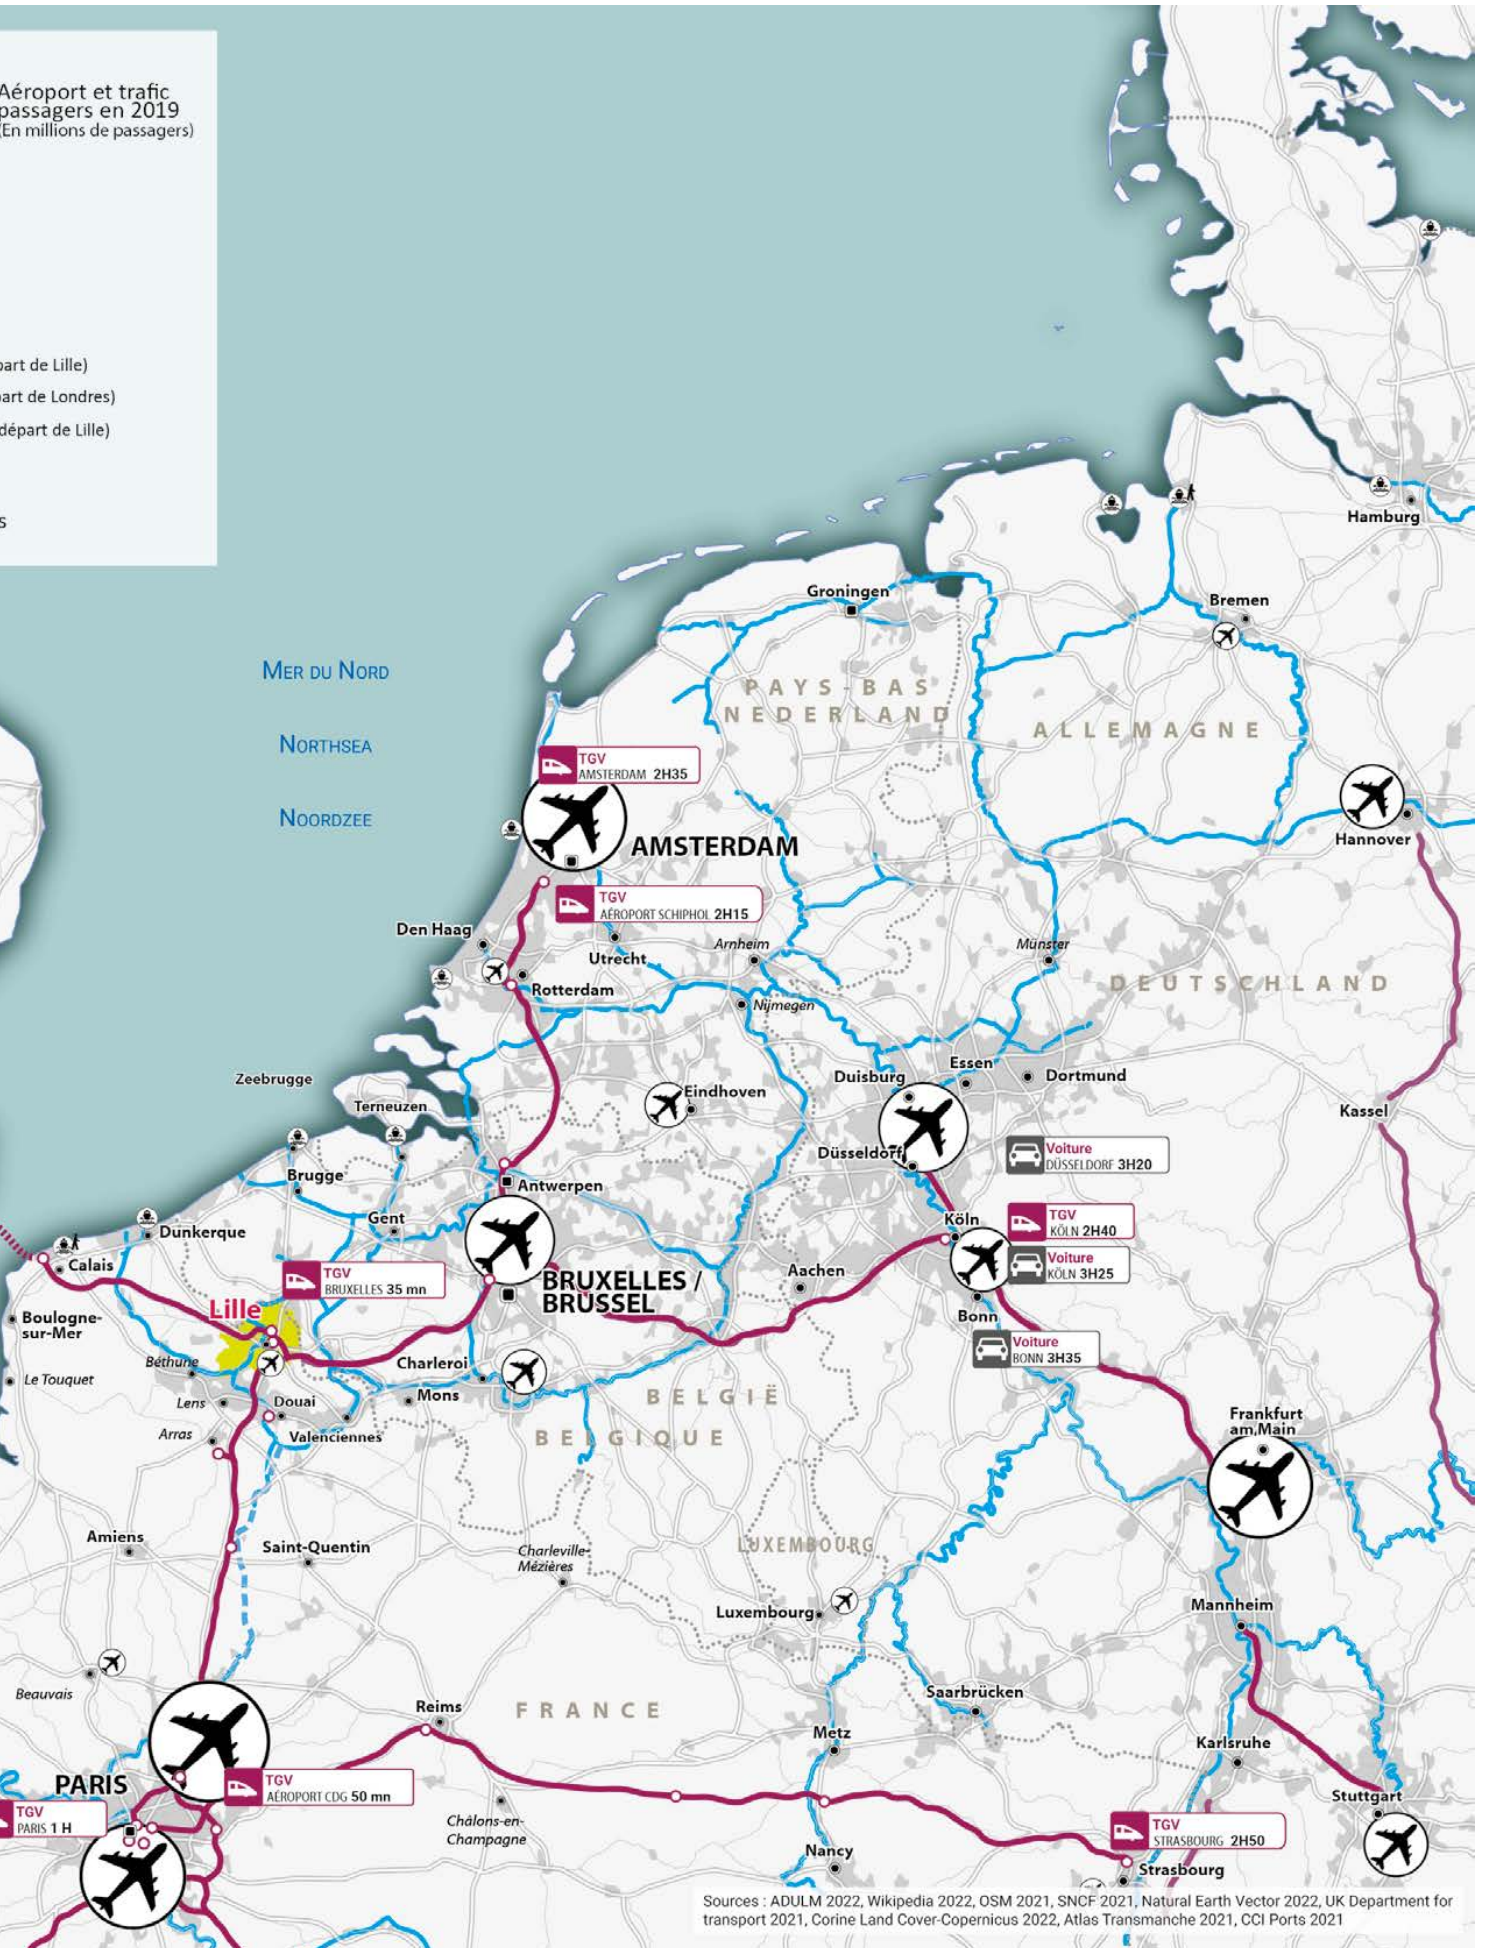 Aéroport et trafic
passagers en 2019
(En millions de passagers)
part de Lille)
part de Londres)
départ de Lille)
s
Hamburg
Groningen
Bremen
MER DU NORD
NORTHSEA
NOORDZEE
PAYS-BAS
NEDERLAND
ALLEMAGNE
TGV
AMSTERDAM 2H35
AMSTERDAM
Hannover
TGV
AÉROPORT SCHIPHOL 2H15
Den Haag
Utrecht
Arnheim
Münster
DEUTSCHLAND
Rotterdam
Nijmegen
Essen
Duisburg
Dortmund
Zeebrugge
Terneuzen
Eindhoven
Kassel
Düsseldorf
Voiture
DÜSSELDORF 3H20
Brugge
Antwerpen
Gent
Dunkerque
Köln
TGV
KÖLN 2H40
Calais
TGV
BRUXELLES 35 mn
BRUXELLES /
BRÜSSEL
Aachen
Voiture
KÖLN 3H25
Lille
Boulogne-
sur-Mer
Bonn
Voiture
BONN 3H35
Béthune
Charleroi
Le Touquet
Mons
Lens
Douai
BELGIË
Arras
Valenciennes
BELGIQUE
Frankfurt
am Main
Amiens
Saint-Quentin
Charleville-
Mézières
LUXEMBOURG
Luxembourg
Mannheim
Beauvais
Reims
FRANCE
Saarbrücken
Metz
Karlsruhe
PARIS
TGV
AÉROPORT CDG 50 mn
TGV
PARIS 1 H
Châlons-en-
Champagne
Stuttgart
TGV
STRASBOURG 2H50
Nancy
Strasbourg
Sources : ADULM 2022, Wikipedia 2022, OSM 2021, SNCF 2021, Natural Earth Vector 2022, UK Department for
transport 2021, Corine Land Cover-Copernicus 2022, Atlas Transmanche 2021, CCI Ports 2021